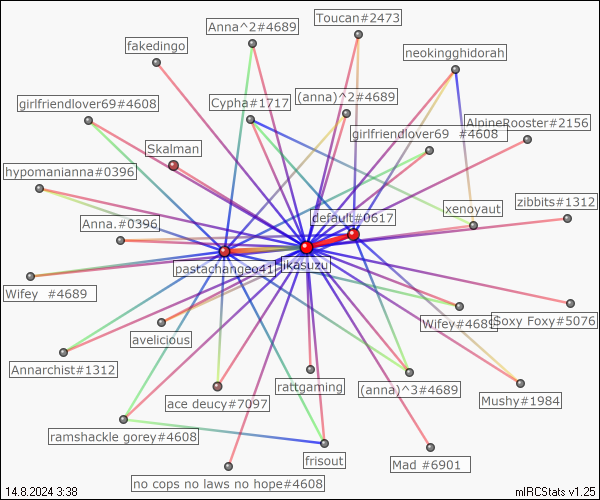 Toucan#2473
Anna^2#4689
fakedingo
neokingghidorah
girlfriendlover69#4608
Cypha#1717
(anna)^2#4689
AlpineRooster#2156
girlfriendlover69 #4608
Skalman
hypomanianna#0396
zibbits#1312
xenoyaut
default#0617
Anna.#0396
pastachangeo41
jikasuzu
Wifey #4689
Wifey#4689
Soxy Foxy#5076
avelicious
Annarchist#1312
rattgaming
(anna)^3#4689
Mushy#1984
ace deucy#7097
ramshackle gorey#4608
frisout
Mad #6901
no cops no laws no hope#4608
14.8.2024 3:38
mIRCStats v1.25